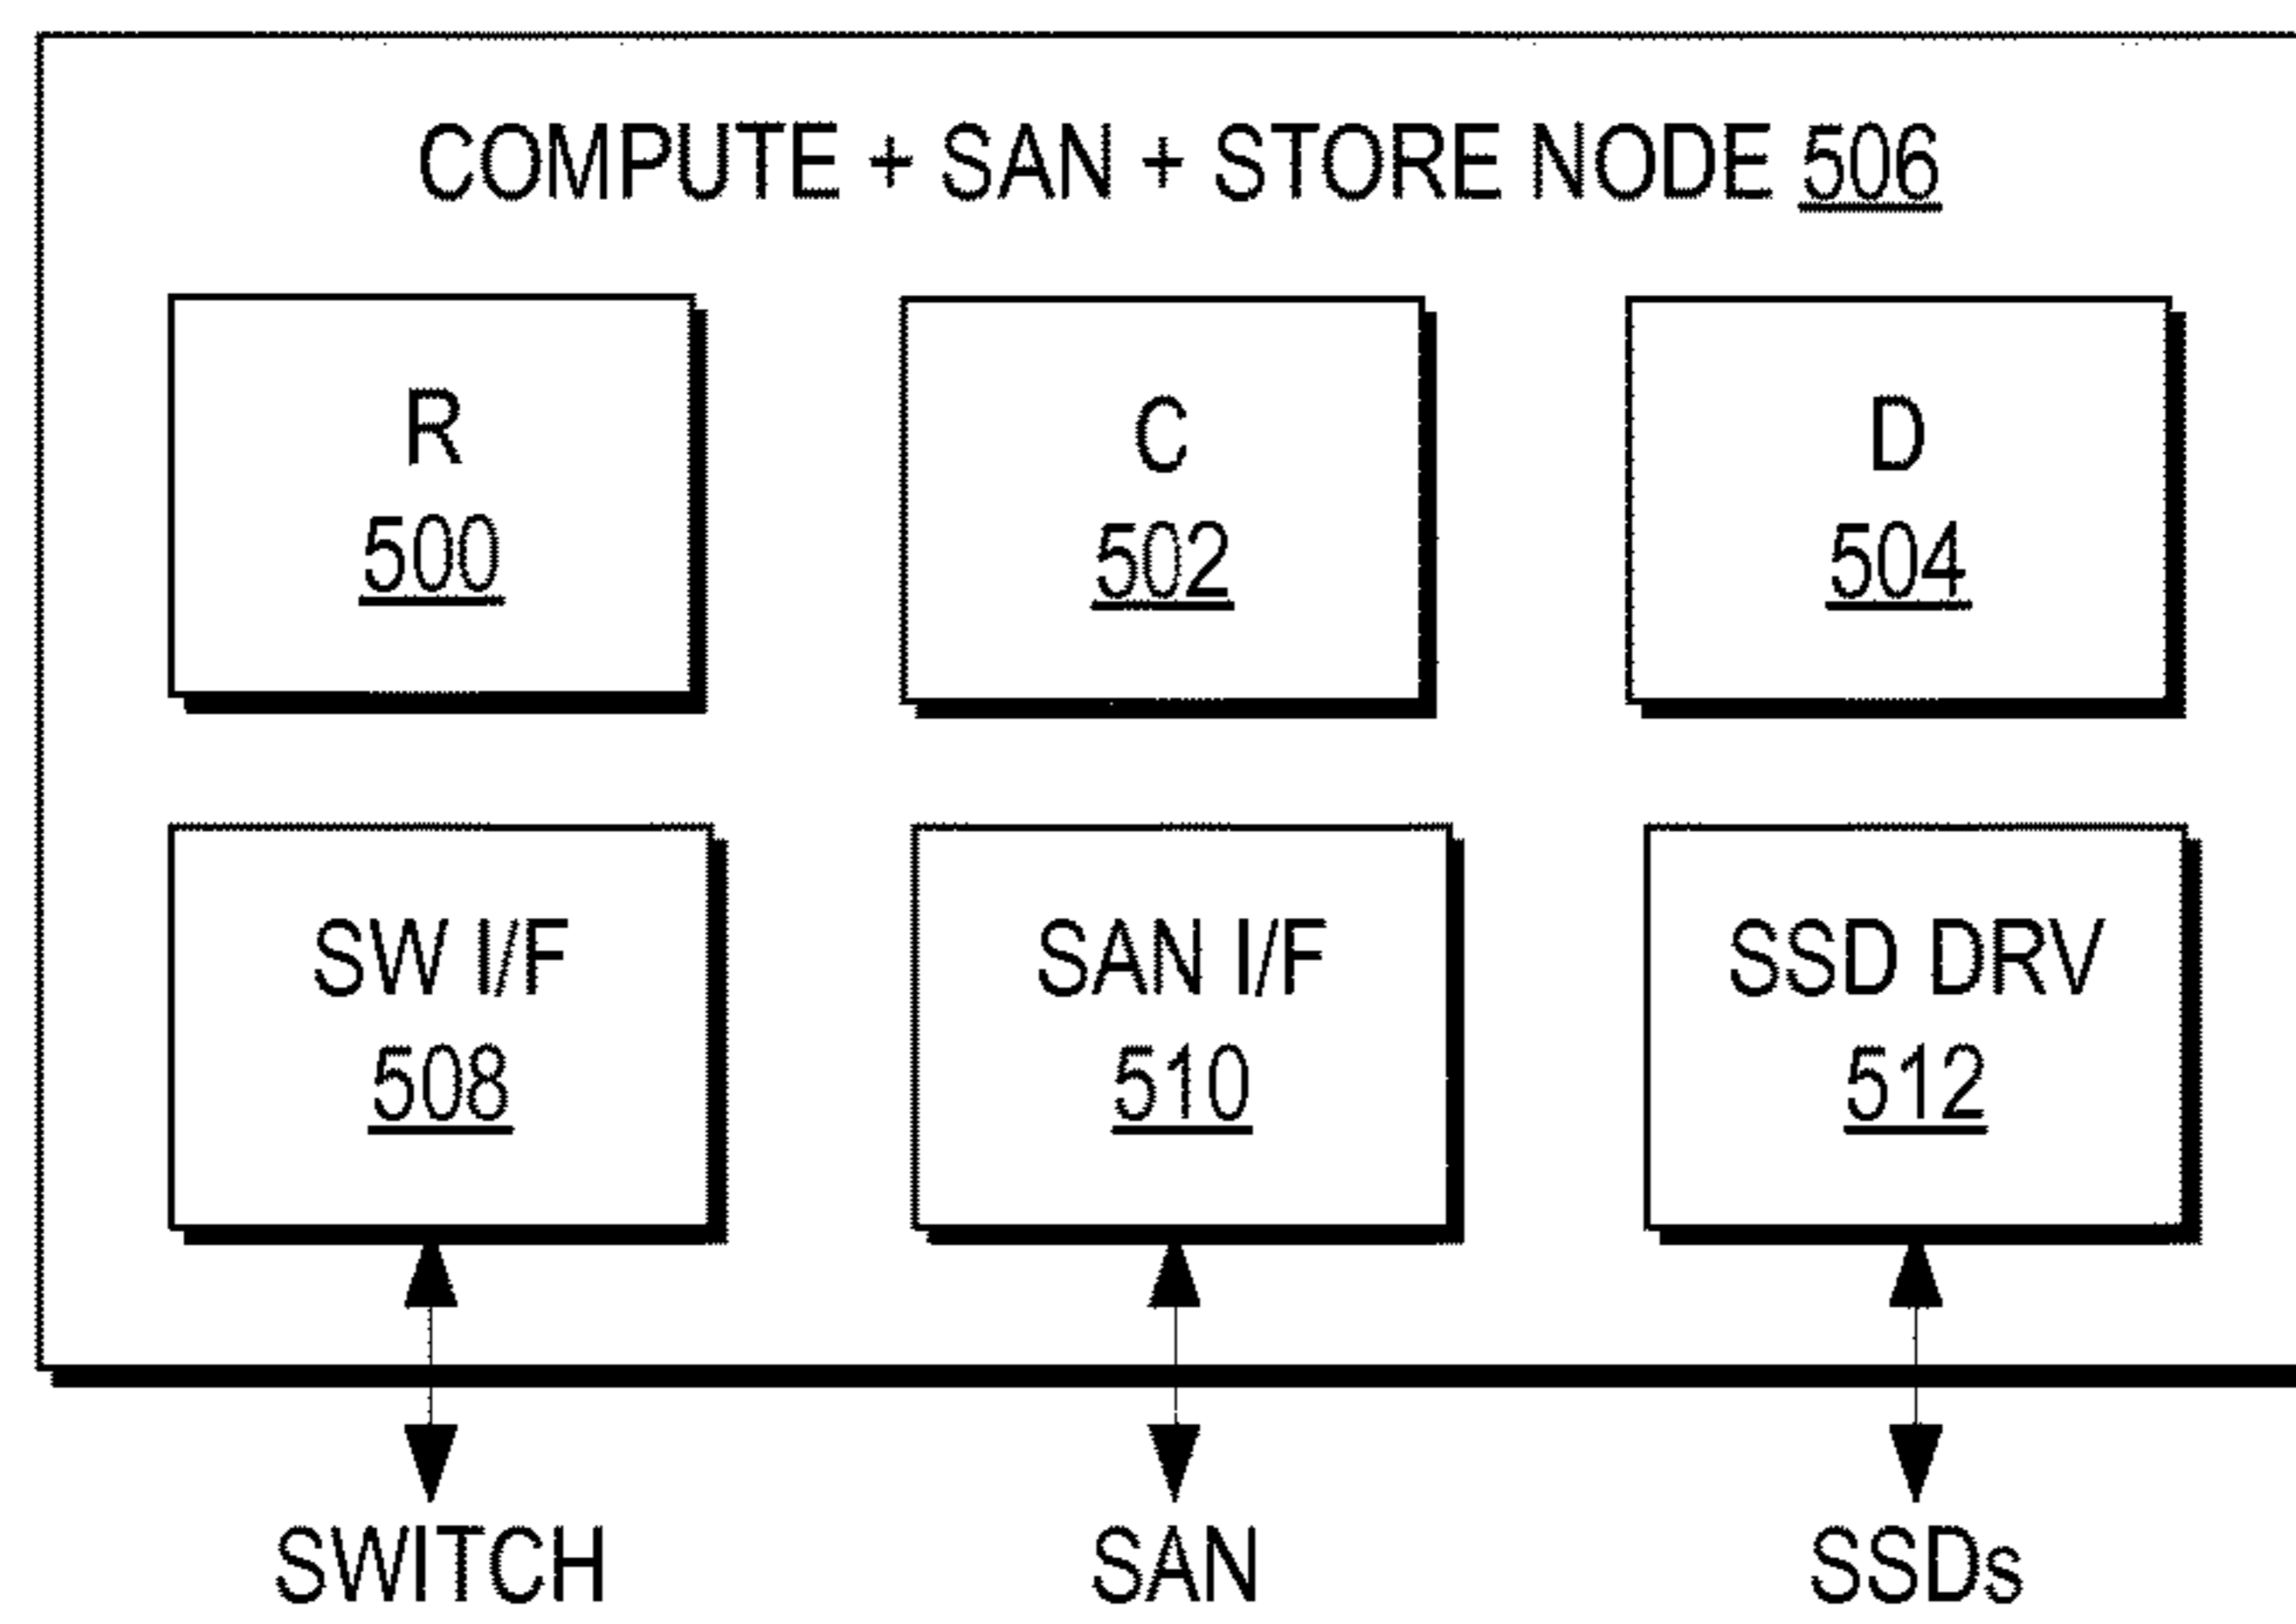 COMPUTE + SAN + STORE NODE 506
R
500
C
502
D
504
SW I/F
508
SAN I/F
510
SSD DRV
512
SWITCH
SAN
SSDs